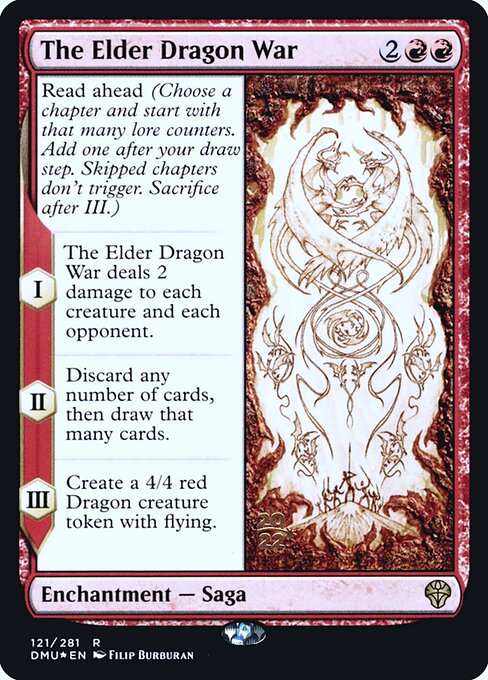 The Elder Dragon War 2
Read ahead (Choose a
chapter and start with
that many lore counters.
Add one after your draw
step. Skipped chapters
don't trigger. Sacrifice
after III.)
I
The Elder Dragon
War deals 2
damage to each
creature and each
opponent.
II
Discard any
number of cards,
then draw that
many cards.
III
Create a 4/4 red
Dragon creature
token with flying.
2022
Enchantment — Saga
121/281 R
DMU★EN Filip Burburan